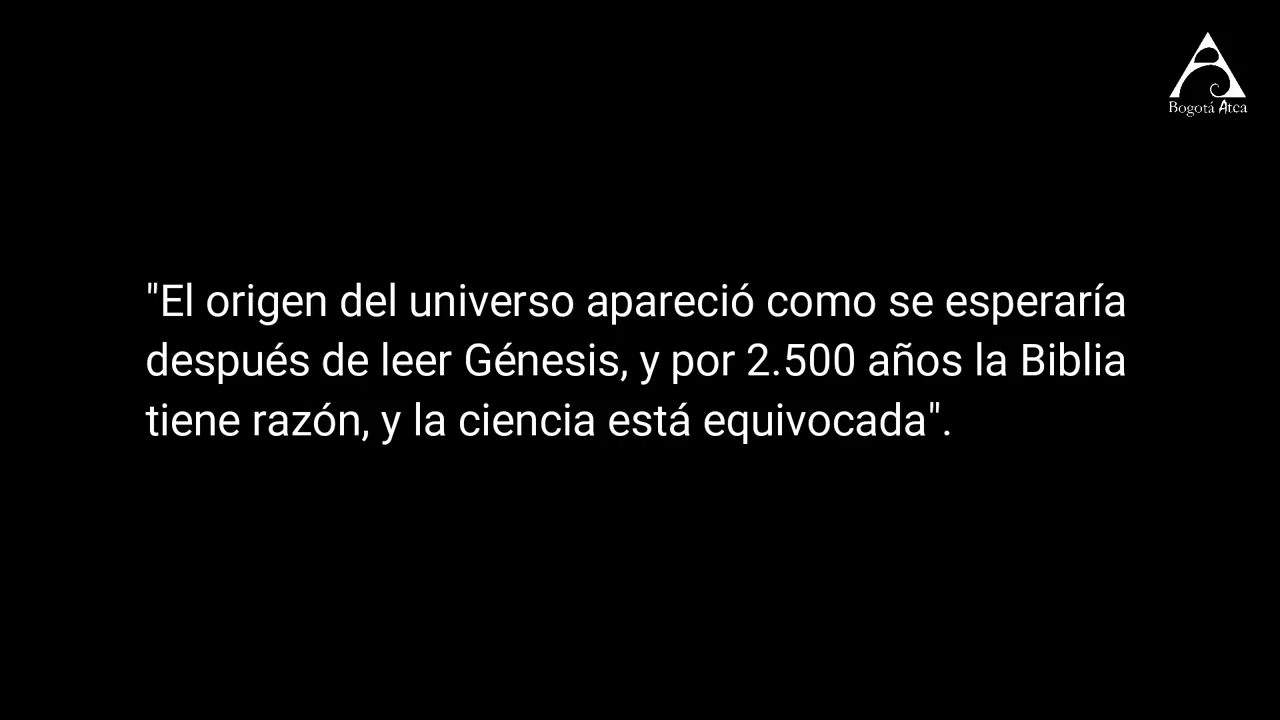 Bogotá Atea
"El origen del universo apareció como se esperaría
después de leer Génesis, y por 2.500 años la Biblia
tiene razón, y la ciencia está equivocada".